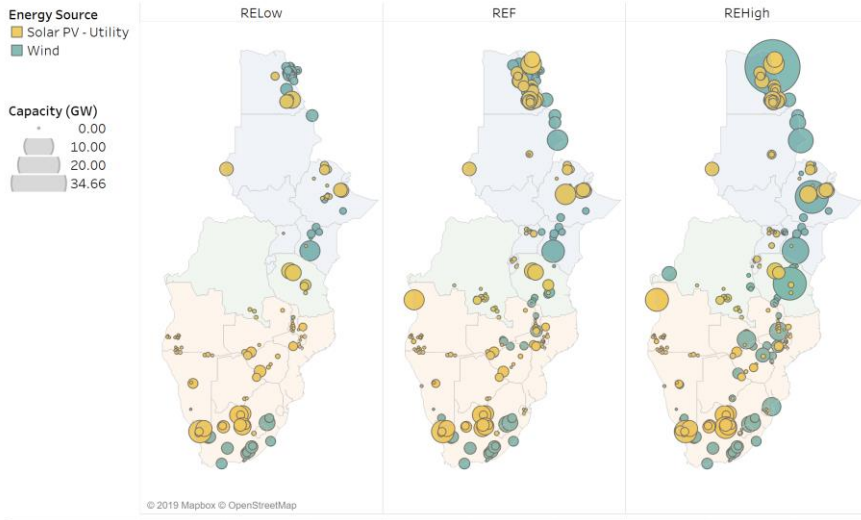 Energy Source
Solar PV - Utility
Wind
Capacity (GW)
0.00
10.00
20.00
34.66
RELow
REF
REHigh
© 2019 Mapbox © OpenStreetMap